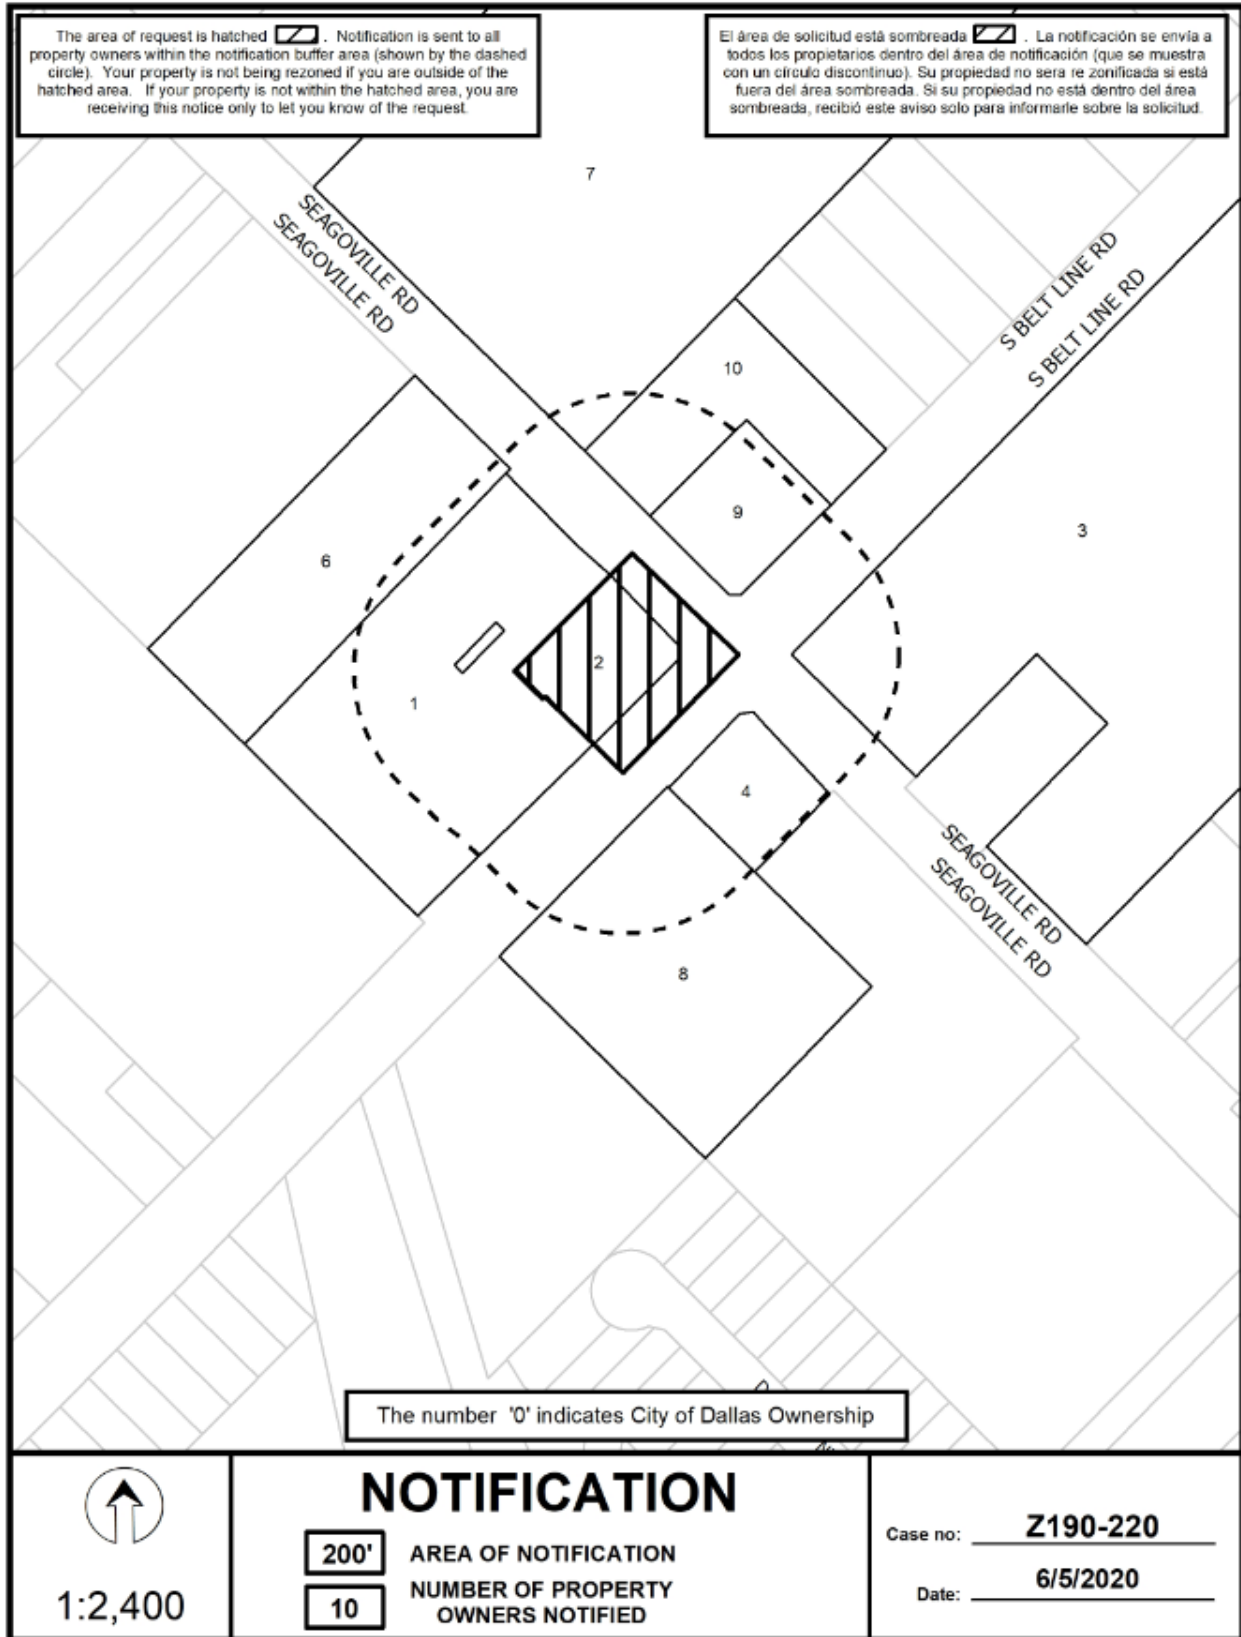 The area of request is hatched . Notification is sent to all
property owners within the notification buffer area (shown by the dashed
circle). Your property is not being rezoned if you are outside of the
hatched area. If your property is not within the hatched area, you are
receiving this notice only to let you know of the request.
El área de solicitud está sombreada . La notificación se envía a
todos los propietarios dentro del área de notificación (que se muestra
con un círculo discontinuo). Su propiedad no sera re zonificada si está
fuera del área sombreada. Si su propiedad no está dentro del área
sombreada, recibió este aviso solo para informarle sobre la solicitud.
7
SEAGOVILLE RD
SEAGOVILLE RD
S BELT LINE RD
S BELT LINE RD
10
9
3
6
2
1
4
SEAGOVILLE RD
SEAGOVILLE RD
8
The number '0' indicates City of Dallas Ownership
1:2,400
NOTIFICATION
200' AREA OF NOTIFICATION
10 NUMBER OF PROPERTY
OWNERS NOTIFIED
Case no: Z190-220
Date: 6/5/2020